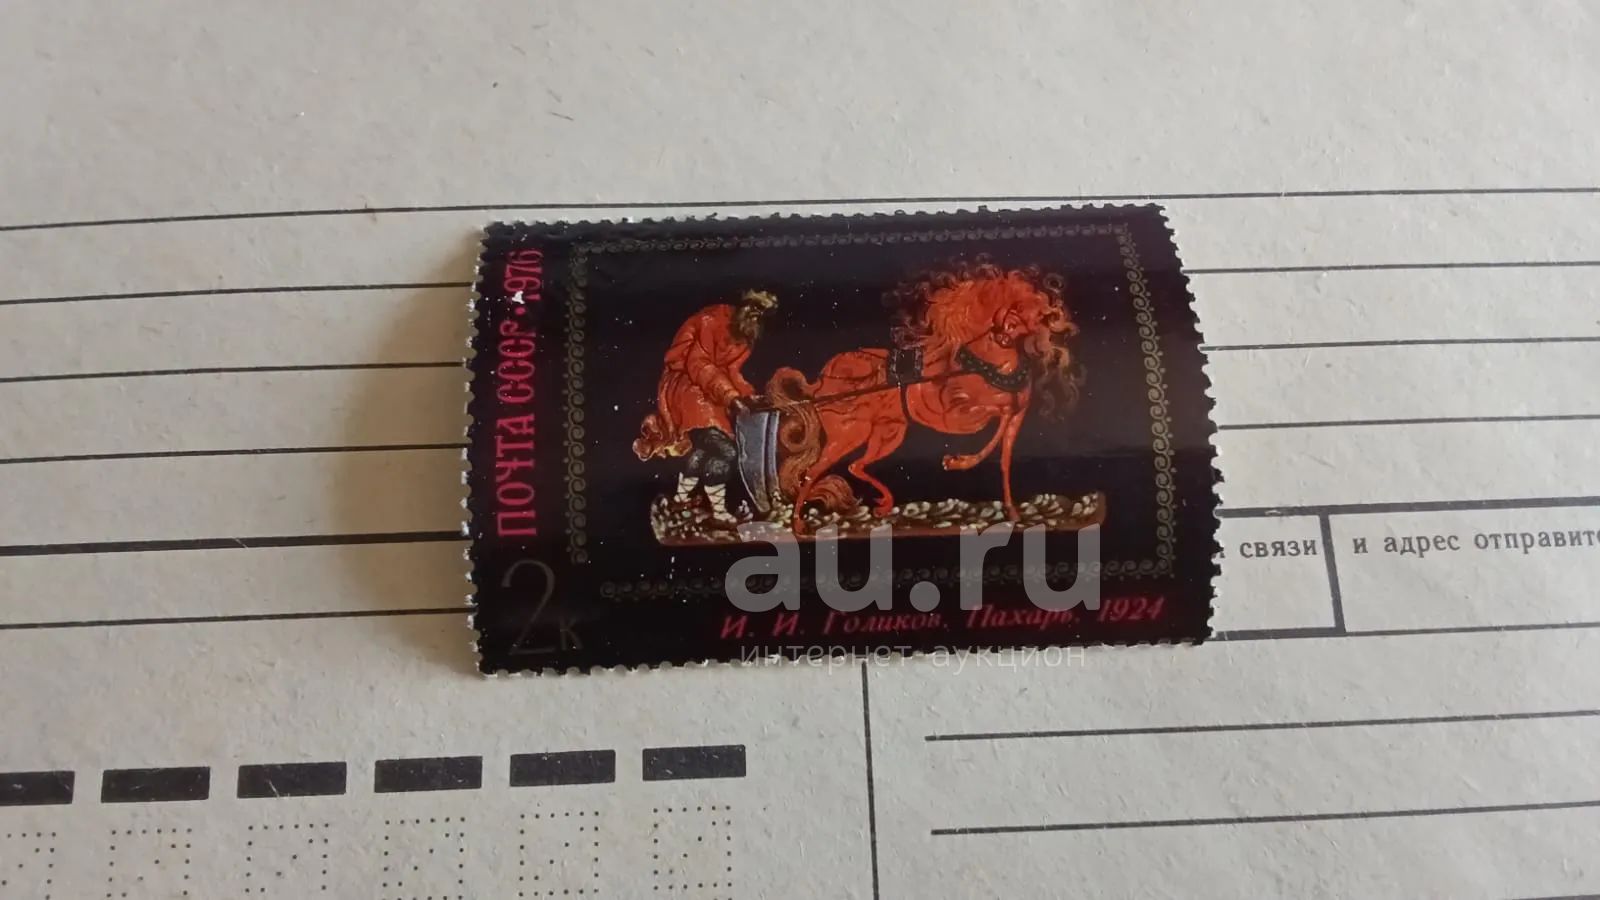 ПОЧТА СССР • 1976
2к
И. И. Голиков. Пахарь. 1924
связи
и адрес отправите
au.ru
интернет-аукцион